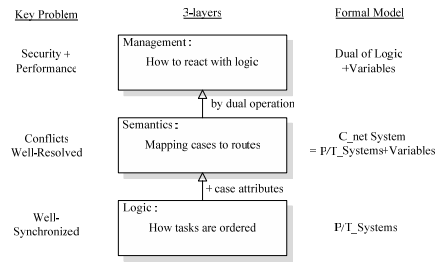 Key Problem 3-layers Formal Model
Management:
Security + How to react with logic Dual of Logic
Performance +Variables
by dual operation
Semantics:
Conflicts Mapping cases to routes C_net System
Well-Resolved = P/T_Systems+Variables
+ case attributes
Logic:
Well- How tasks are ordered P/T_Systems
Synchronized